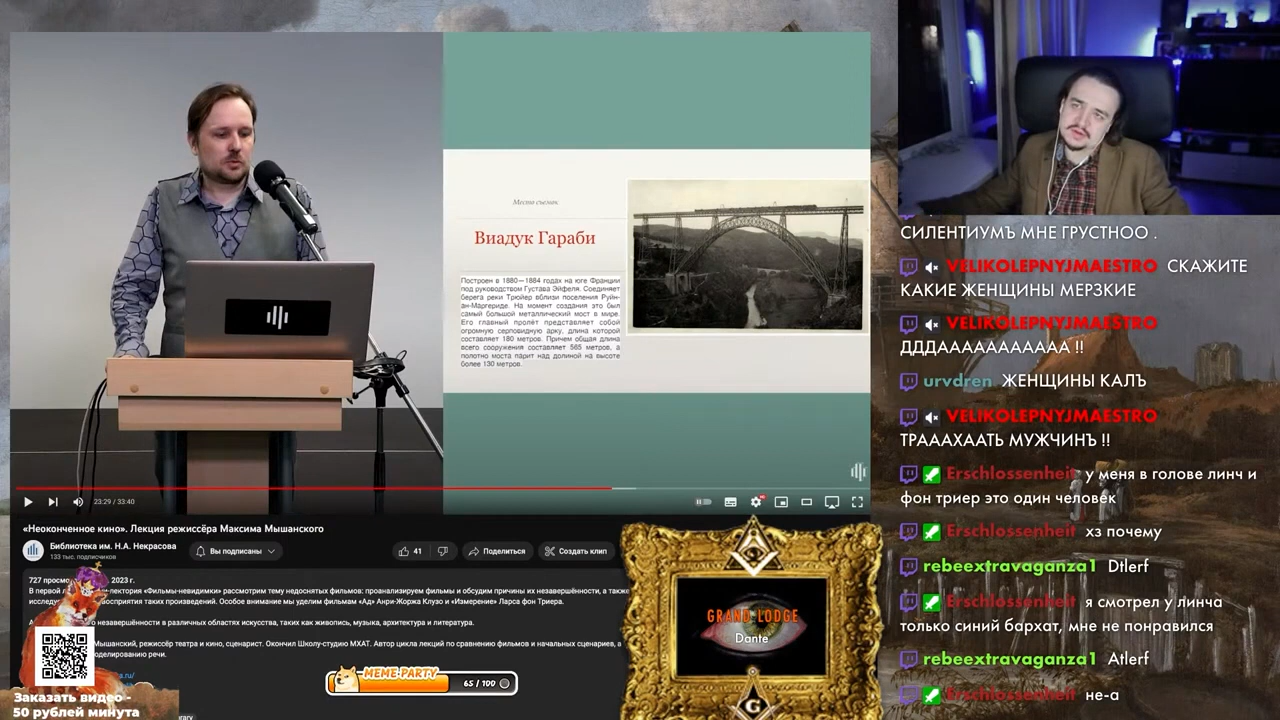 Место съемок
Виадук Гараби
Построен в 1880—1884 годах на юге Франции
под руководством Густава Эйфеля. Соединяет
берега реки Трюйер вблизи поселения Руйн-
ан-Маргериде. На момент создания это был
самый большой металлический мост в мире.
Его главный пролёт представляет собой
огромную серповидную арку, длина которой
составляет 180 метров. Причем общая длина
всего сооружения составляет 565 метров, а
полотно моста парит над долиной на высоте
более 130 метров.
23:29 / 33:40
«Неоконченное кино». Лекция режиссёра Максима Мышанского
Библиотека им. Н.А. Некрасова
133 тыс. подписчиков
Вы подписаны
41
Поделиться
Создать клип
727 2023 г.
В первой лекция «Фильмы-невидимки» рассмотрим тему недоснятых фильмов: проанализируем фильмы и обсудим причины их незавершённости, а также
восприятия таких произведений. Особое внимание мы уделим фильмам «Ад» Анри-Жоржа Клузо и «Измерение» Ларса фон Триера.
незавершённости в различных областях искусства, таких как живопись, музыка, архитектура и литература.
Мышанский, режиссёр театра и кино, сценарист. Окончил Школу-студию МХАТ. Автор цикла лекций по сравнению фильмов и начальных сценариев, а
моделированию речи.
Заказать видео -
50 рублей минута
MEME PARTY
65 / 100
GRAND LODGE
Dante
G
СИЛЕНТИУМЪ МНЕ ГРУСТНОО .
VELIKOLEPNYJMAESTRO СКАЖИТЕ
КАКИЕ ЖЕНЩИНЫ МЕРЗКИЕ
VELIKOLEPNYJMAESTRO
ДДДААААААААААА !!
urvdren ЖЕНЩИНЫ КАЛЪ
VELIKOLEPNYJMAESTRO
ТРАААХААТЬ МУЖЧИНЪ !!
Erschlossenheit у меня в голове линч и
фон триер это один человек
Erschlossenheit хз почему
rebeextravaganza1 Dtlerf
Erschlossenheit я смотрел у линча
только синий бархат, мне не понравился
rebeextravaganza1 Atlerf
Erschlossenheit не-а